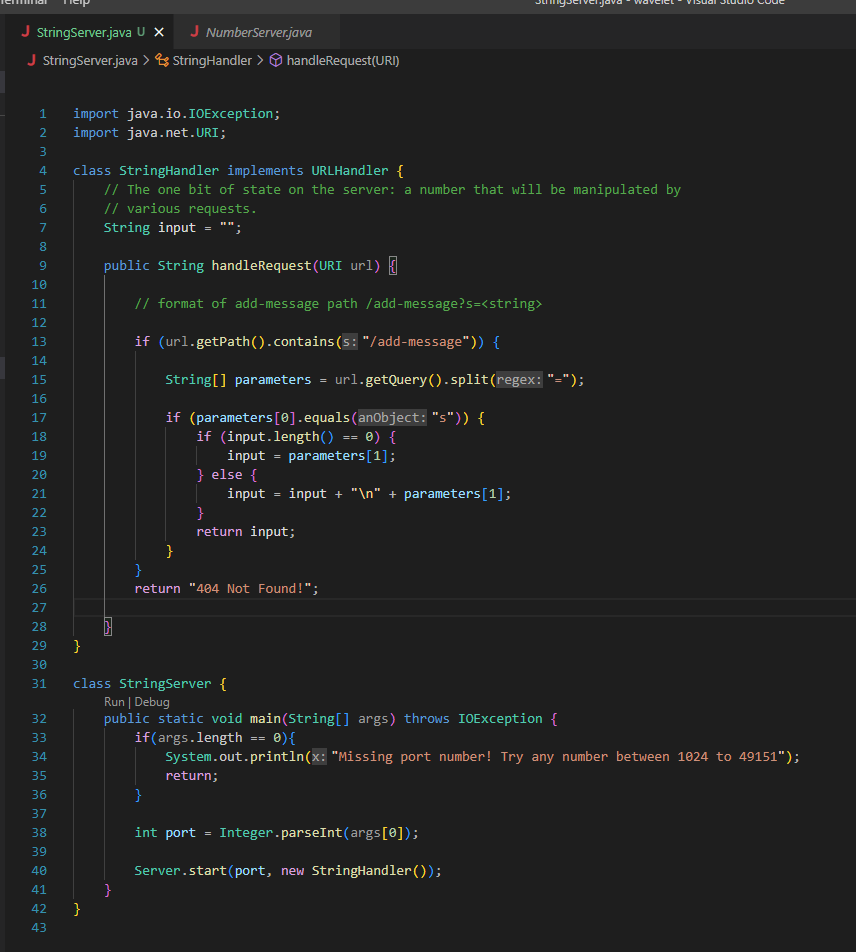 Terminal Help StringServer.java - wavelet - Visual Studio Code
J StringServer.java U × J NumberServer.java
J StringServer.java > StringHandler > handleRequest(URI)
1 import java.io.IOException;
2 import java.net.URI;
3
4 class StringHandler implements URLHandler {
5 // The one bit of state on the server: a number that will be manipulated by
6 // various requests.
7 String input = "";
8
9 public String handleRequest(URI url) {
10
11 // format of add-message path /add-message?s=<string>
12
13 if (url.getPath().contains(s: "/add-message")) {
14
15 String[] parameters = url.getQuery().split(regex: "=");
16
17 if (parameters[0].equals(anObject: "s")) {
18 if (input.length() == 0) {
19 input = parameters[1];
20 } else {
21 input = input + "\n" + parameters[1];
22 }
23 return input;
24 }
25 }
26 return "404 Not Found!";
27
28 }
29 }
30
31 class StringServer {
Run | Debug
32 public static void main(String[] args) throws IOException {
33 if(args.length == 0){
34 System.out.println(x: "Missing port number! Try any number between 1024 to 49151");
35 return;
36 }
37
38 int port = Integer.parseInt(args[0]);
39
40 Server.start(port, new StringHandler());
41 }
42 }
43